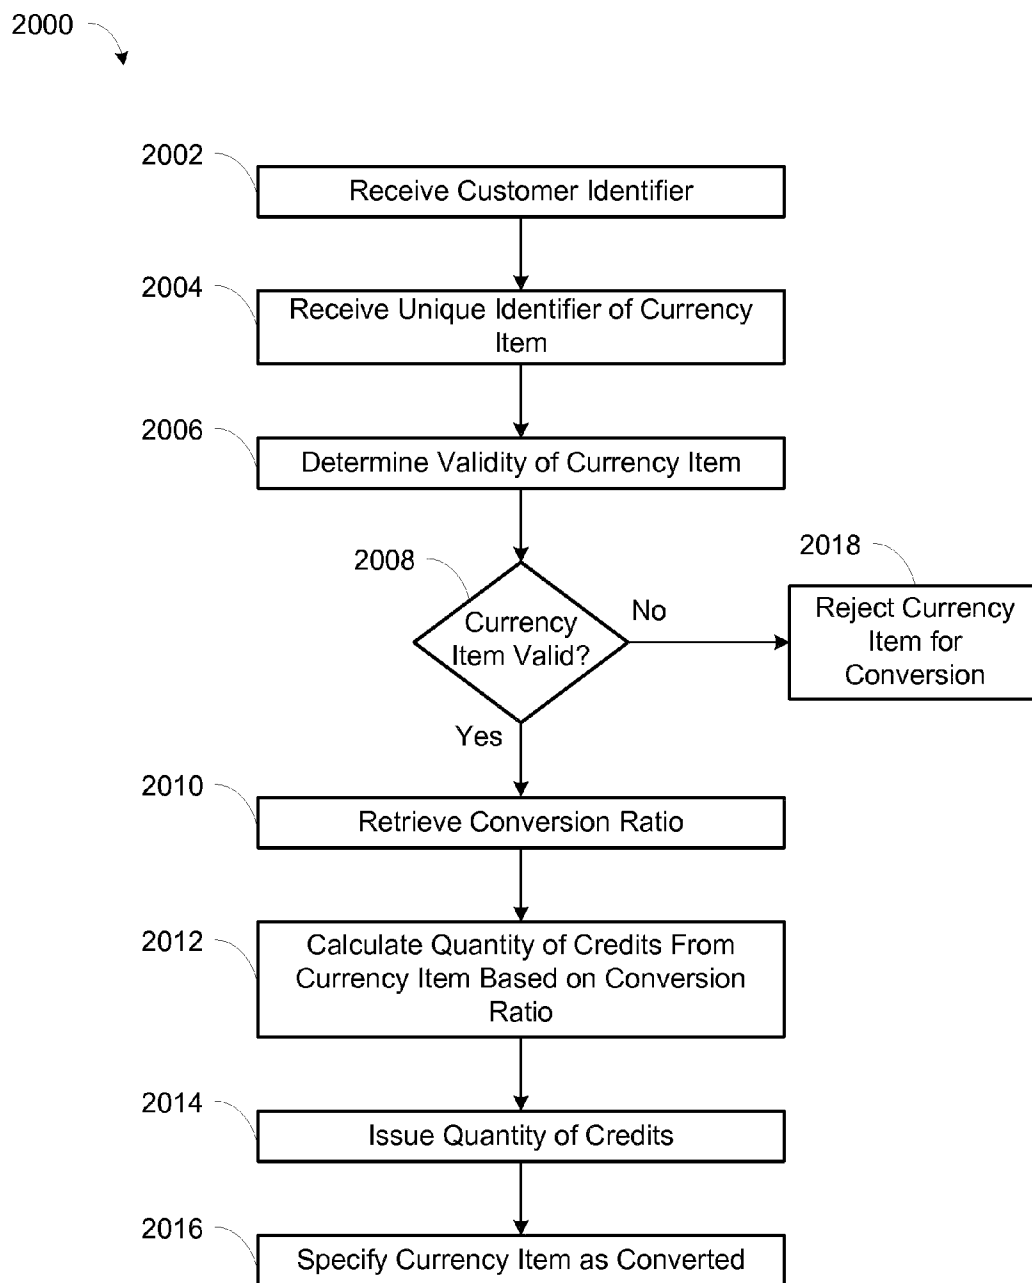 2000
2002
Receive Customer Identifier
2004
Receive Unique Identifier of Currency
Item
2006
Determine Validity of Currency Item
2008
Currency
Item Valid?
No
2018
Reject Currency
Item for
Conversion
Yes
2010
Retrieve Conversion Ratio
2012
Calculate Quantity of Credits From
Currency Item Based on Conversion
Ratio
2014
Issue Quantity of Credits
2016
Specify Currency Item as Converted